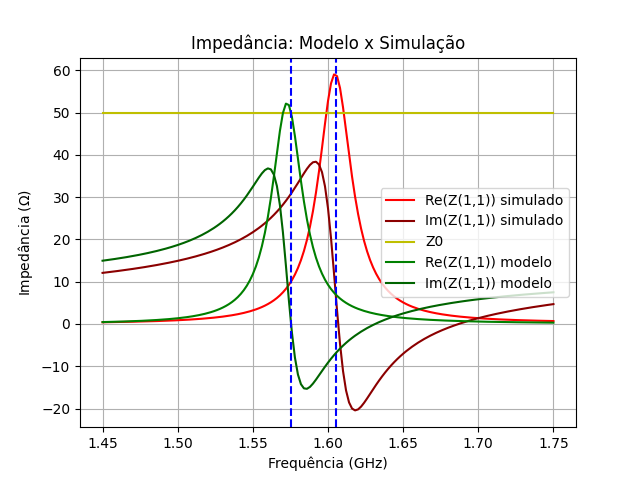 Impedância: Modelo x Simulação
Impedância (Ω)
60
50
40
30
20
10
0
−10
−20
Re(Z(1,1)) simulado
Im(Z(1,1)) simulado
Z0
Re(Z(1,1)) modelo
Im(Z(1,1)) modelo
1.45 1.50 1.55 1.60 1.65 1.70 1.75
Frequência (GHz)